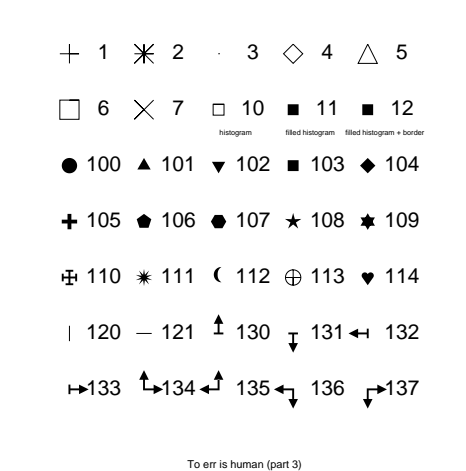 1 2 3 4 5
6 7 10 11 12
histogram filled histogram filled histogram + border
100 101 102 103 104
105 106 107 108 109
110 111 112 113 114
120 121 130 131 132
133 134 135 136 137
To err is human (part 3)